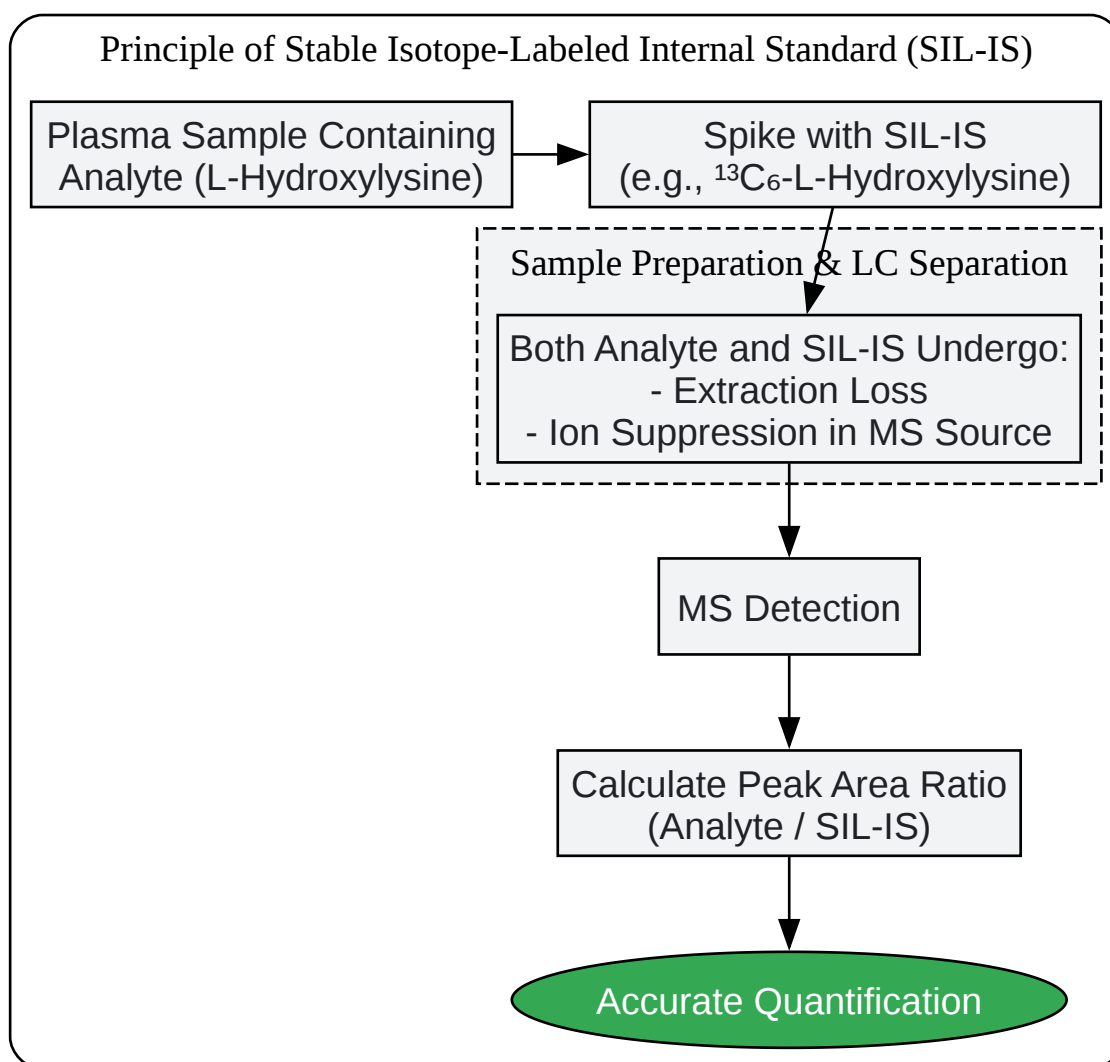 Principle of Stable Isotope-Labeled Internal Standard (SIL-IS)
Plasma Sample Containing
Analyte (L-Hydroxylysine)
Spike with SIL-IS
(e.g., ¹³C₆-L-Hydroxylysine)
Sample Preparation & LC Separation
Both Analyte and SIL-IS Undergo:
- Extraction Loss
- Ion Suppression in MS Source
MS Detection
Calculate Peak Area Ratio
(Analyte / SIL-IS)
Accurate Quantification